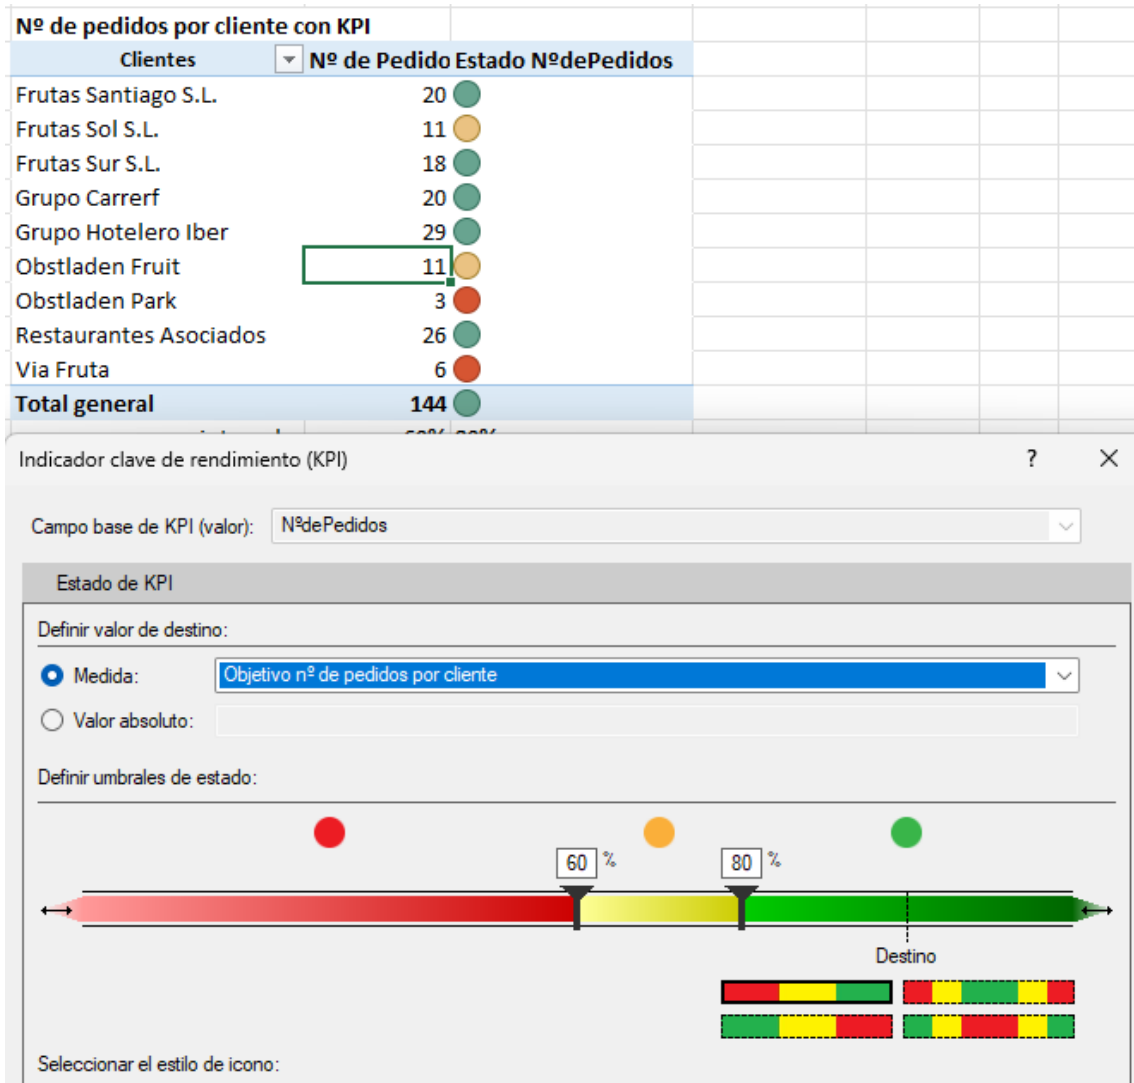 Nº de pedidos por cliente con KPI
Clientes Nº de Pedido Estado NºdePedidos
Frutas Santiago S.L. 20
Frutas Sol S.L. 11
Frutas Sur S.L. 18
Grupo Carrerf 20
Grupo Hotelero Iber 29
Obstladen Fruit 11
Obstladen Park 3
Restaurantes Asociados 26
Via Fruta 6
Total general 144
Indicador clave de rendimiento (KPI) ?
Campo base de KPI (valor): NºdePedidos
Estado de KPI
Definir valor de destino:
Medida: Objetivo nº de pedidos por cliente
Valor absoluto:
Definir umbrales de estado:
60 % 80 %
Destino
Seleccionar el estilo de icono: